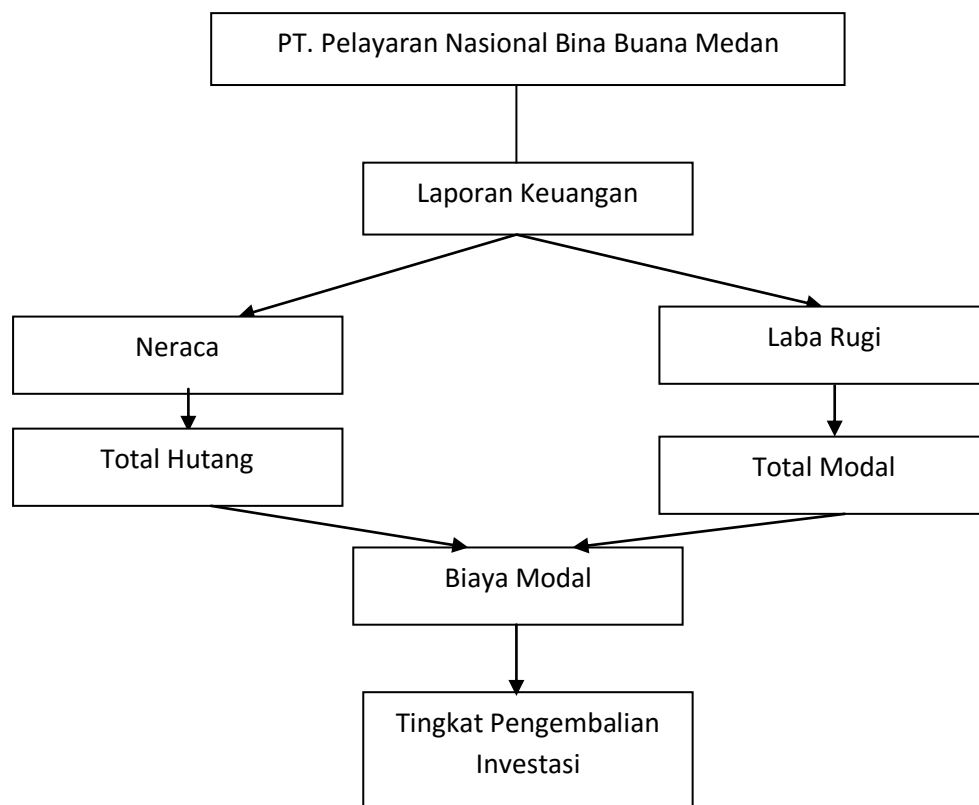 PT. Pelayaran Nasional Bina Buana Medan
Laporan Keuangan
Neraca
Laba Rugi
Total Hutang
Total Modal
Biaya Modal
Tingkat Pengembalian
Investasi